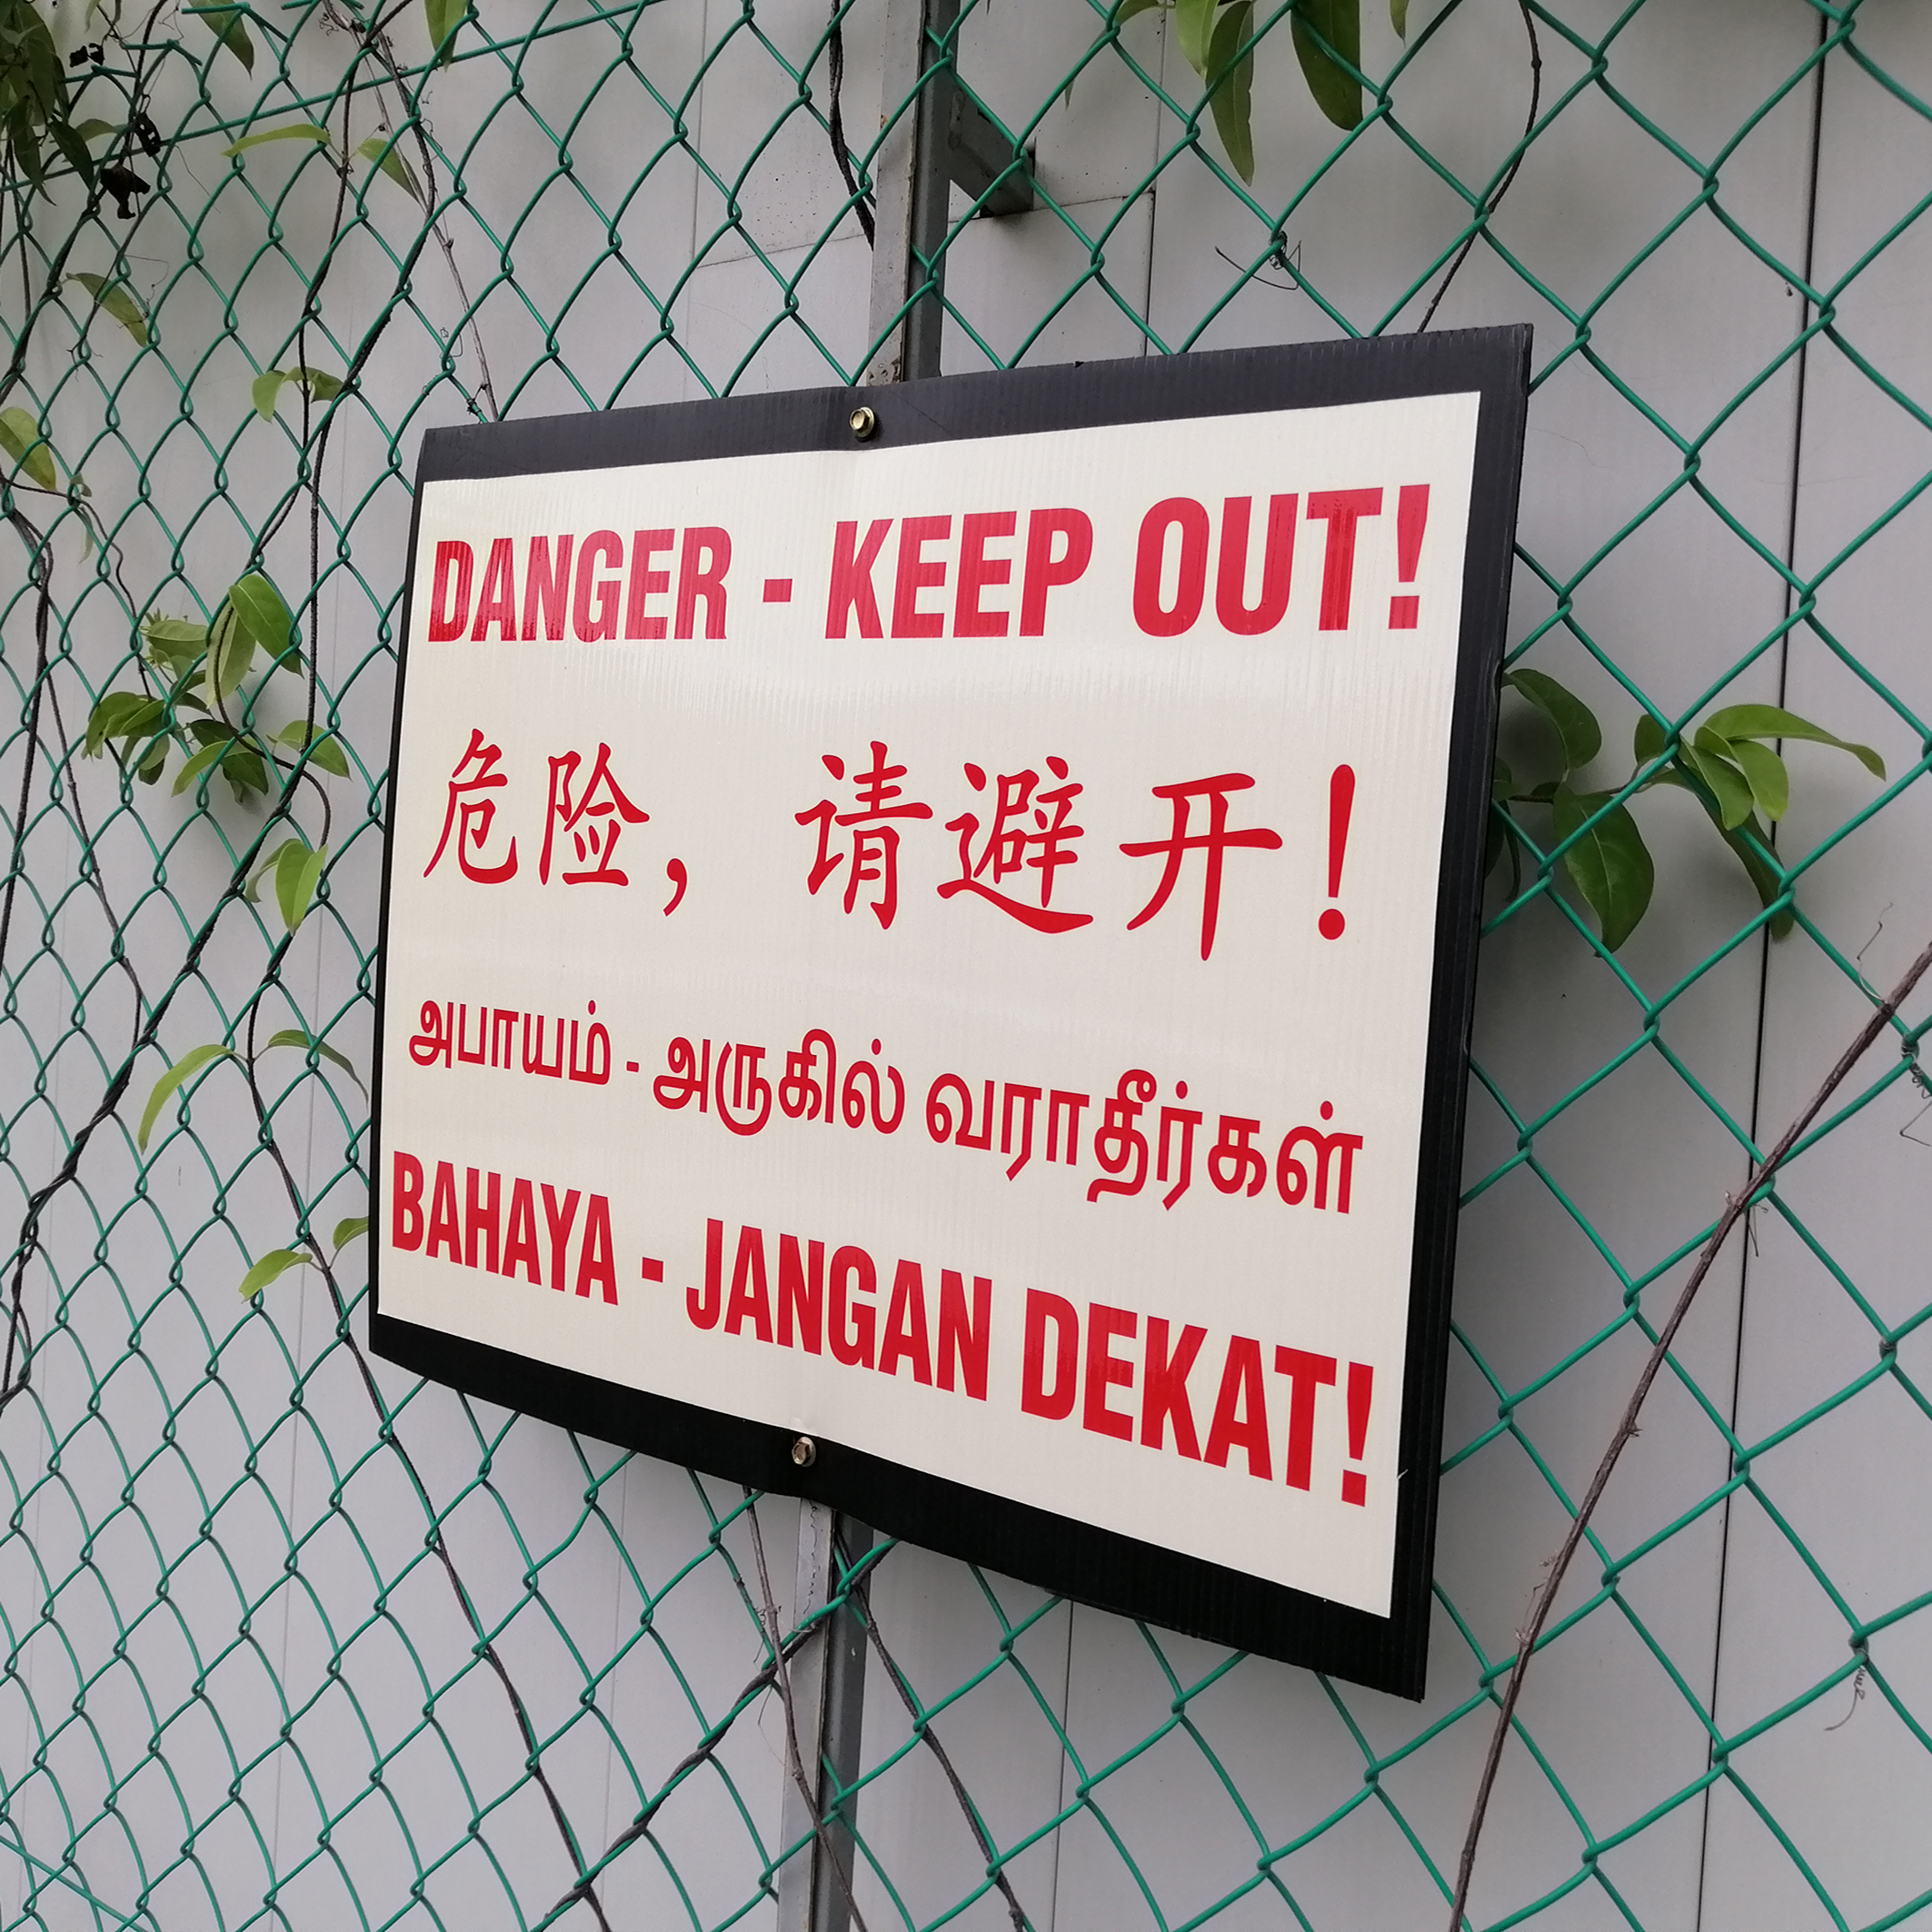 DANGER - KEEP OUT!
危险，请避开！
அபாயம் - அருகில் வராதீர்கள்
BAHAYA - JANGAN DEKAT!